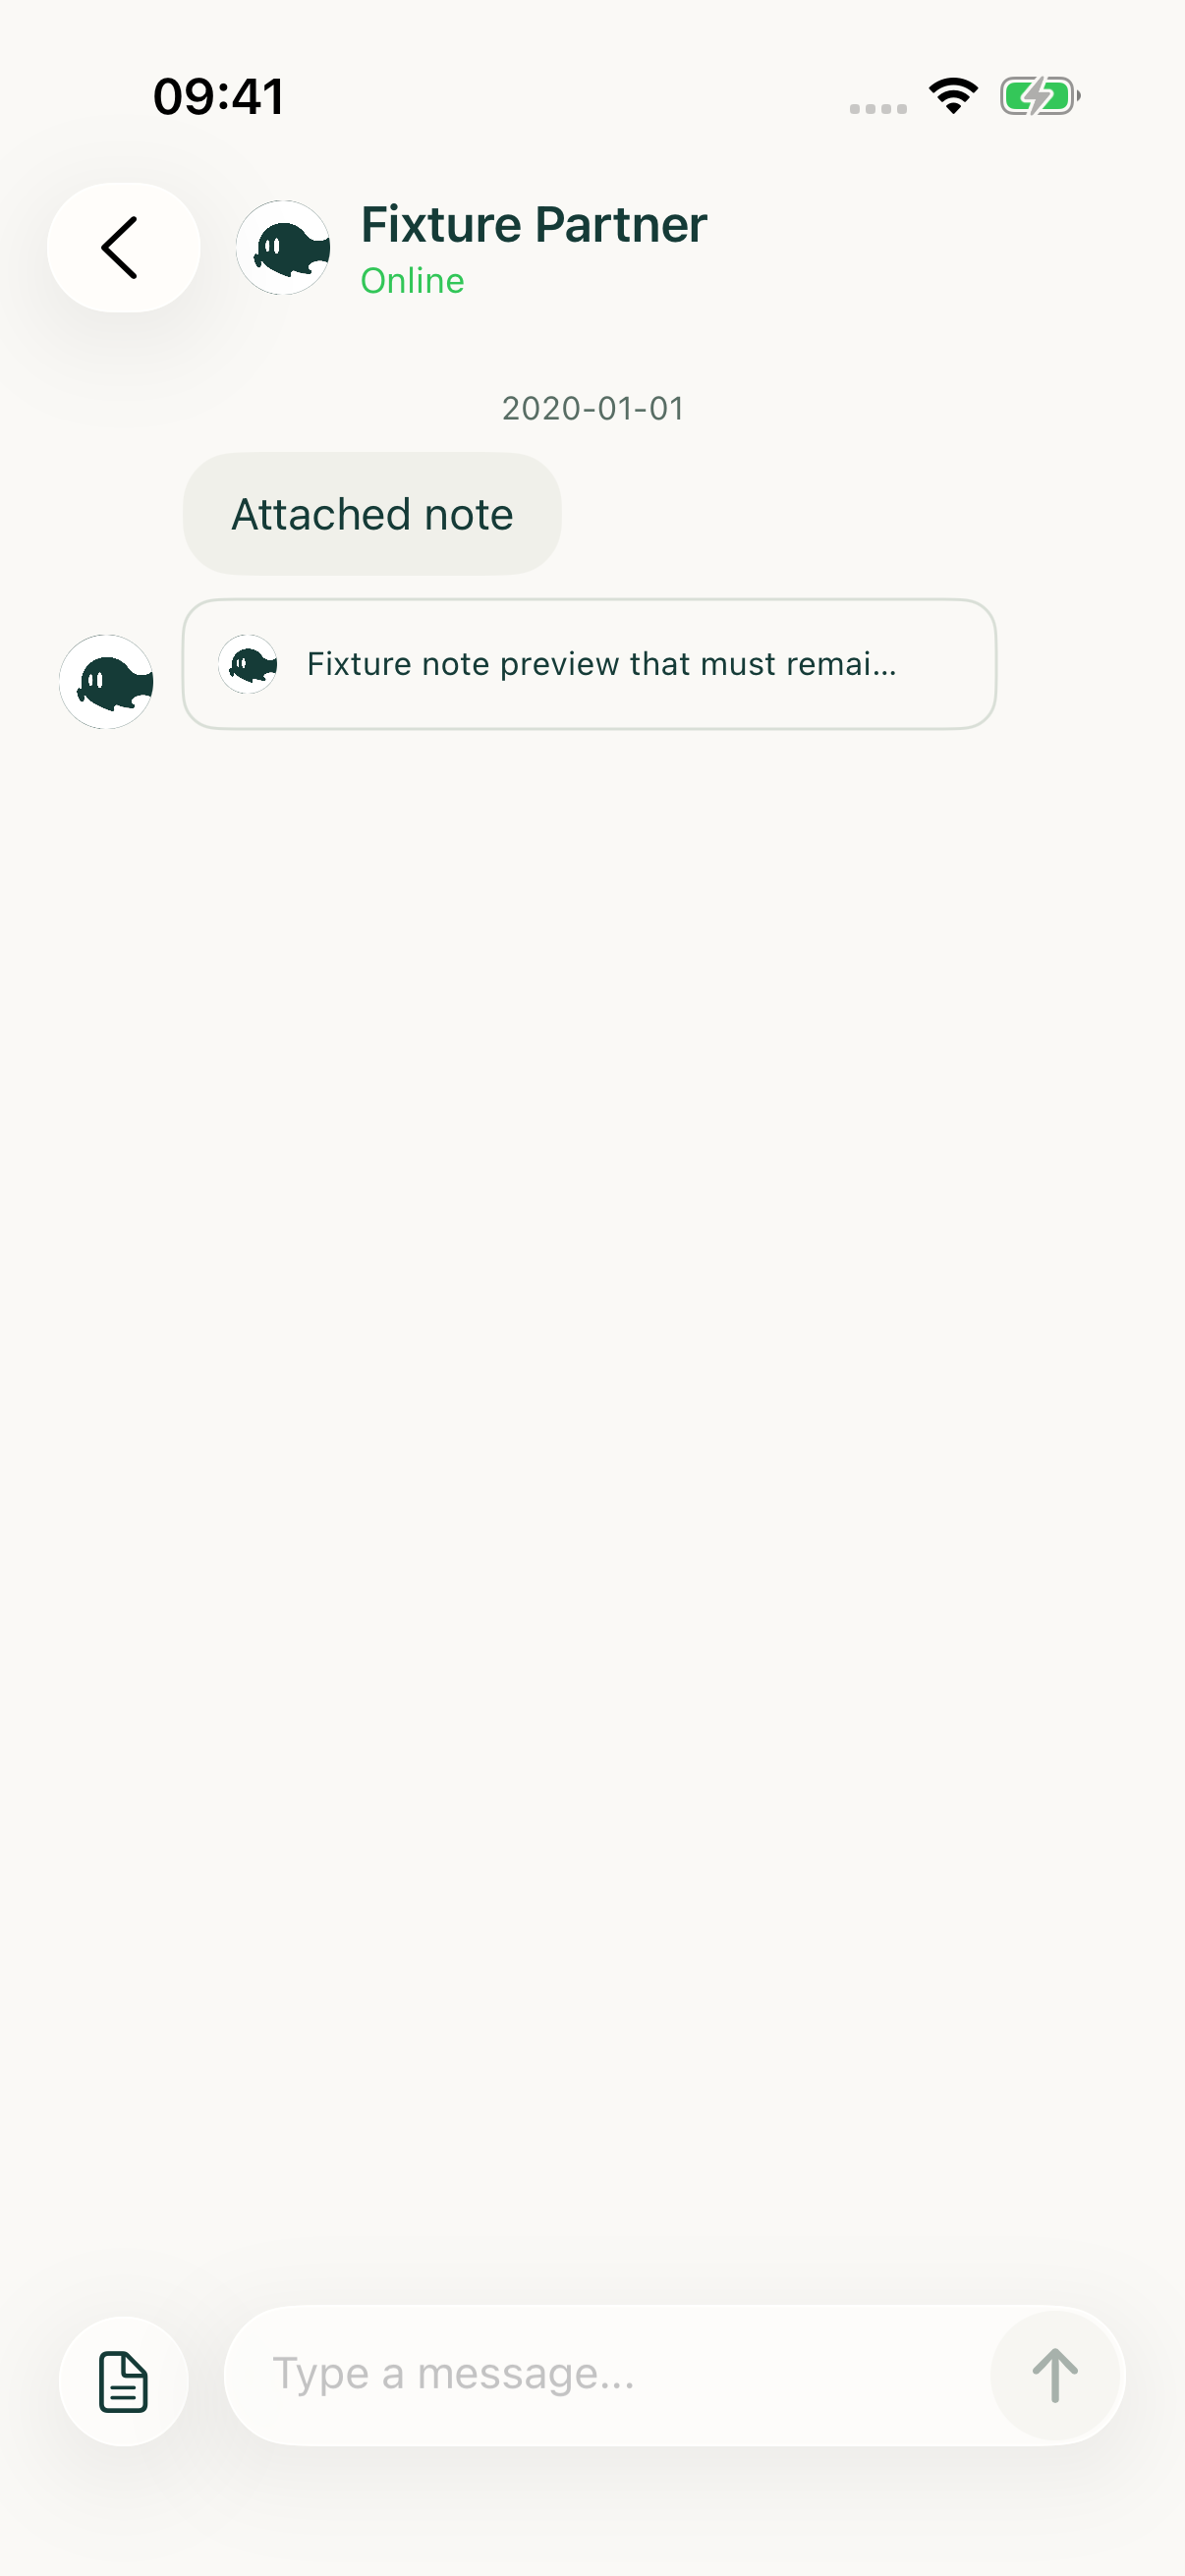 09:41
Fixture Partner
Online
2020-01-01
Attached note
Fixture note preview that must remai...
Type a message...